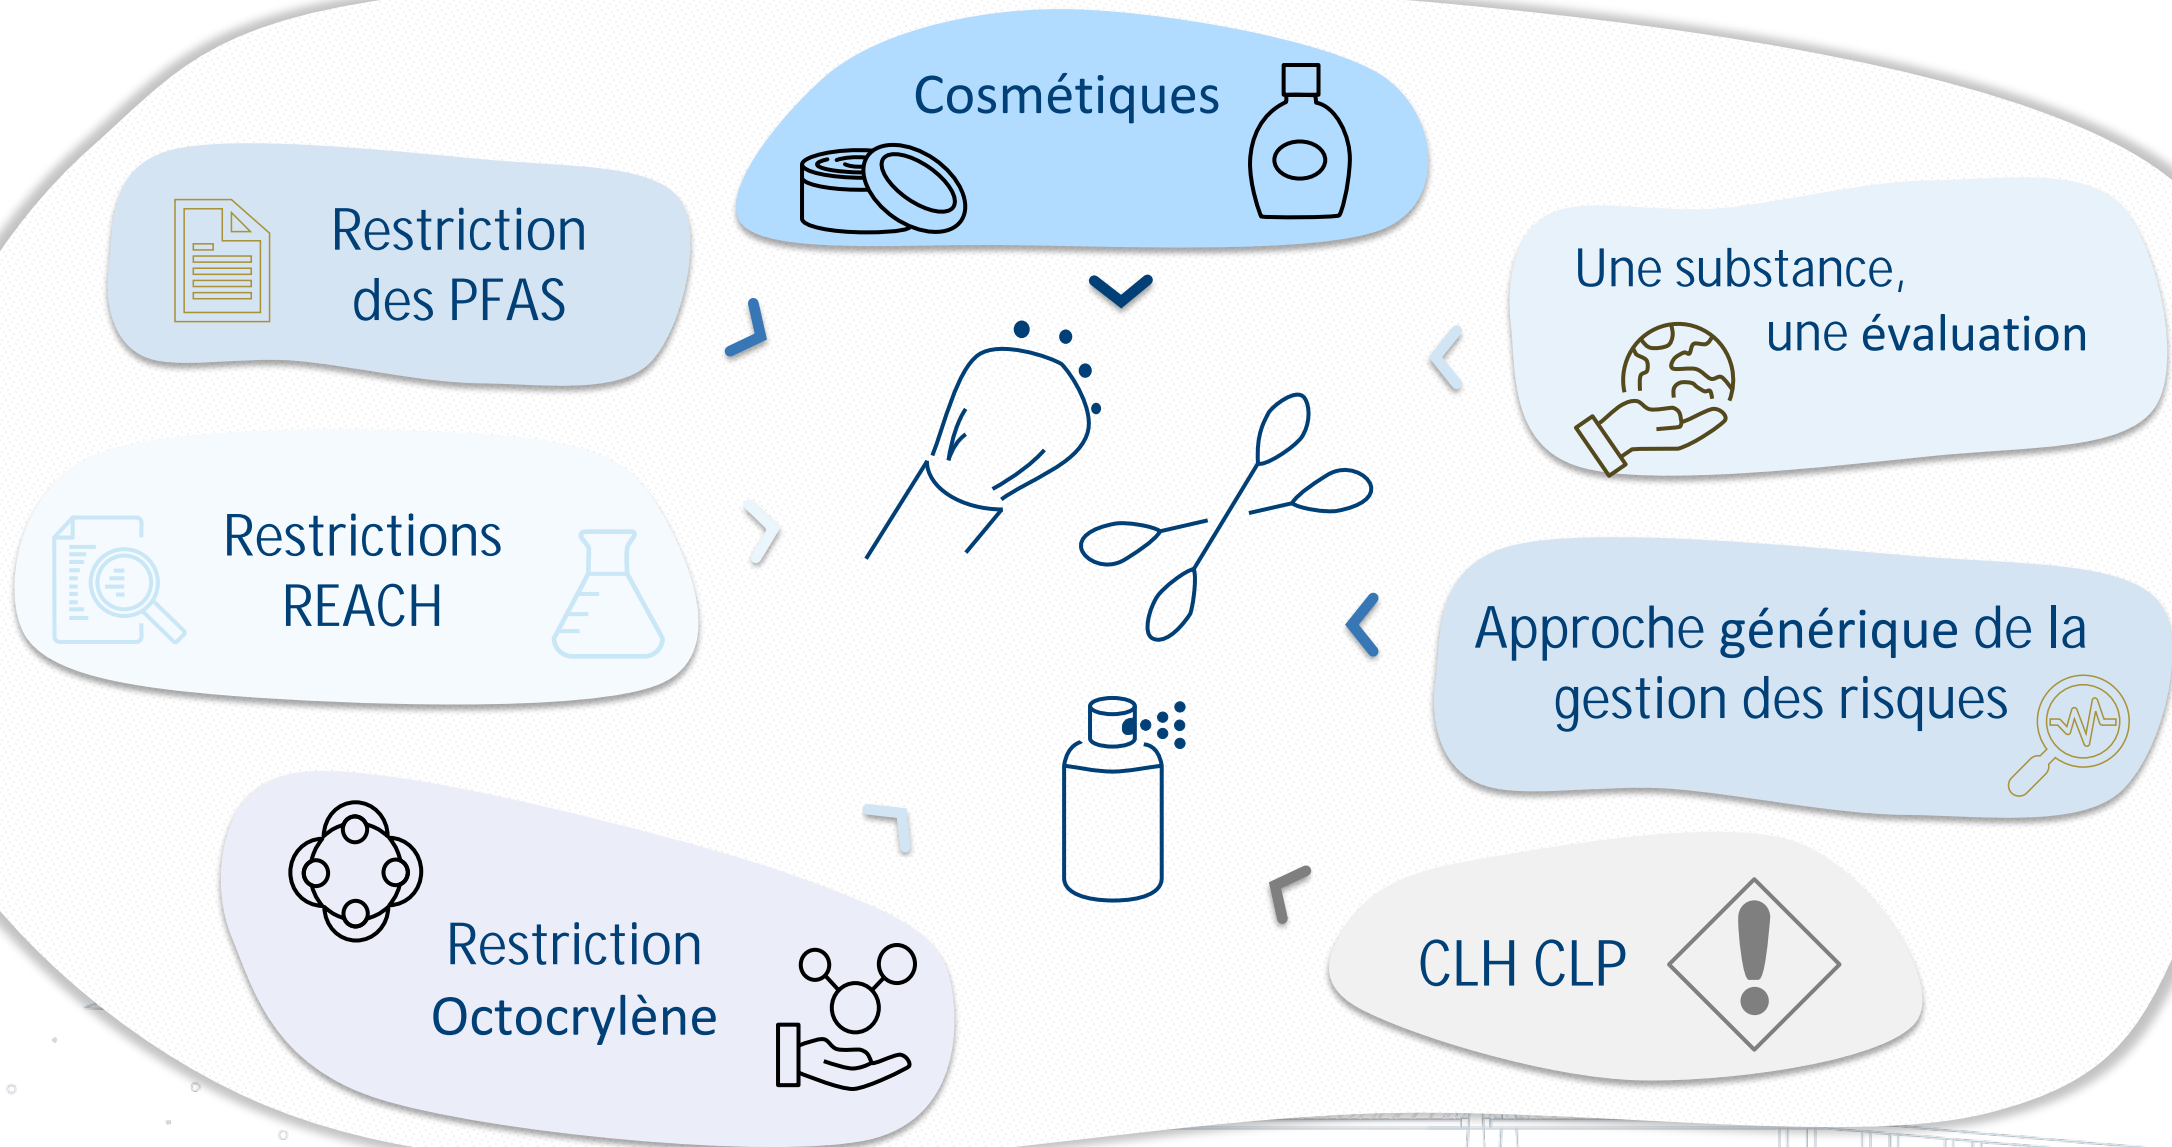 Cosmétiques
Restriction
des PFAS
Une substance,
une évaluation
Restrictions
REACH
Approche générique de la
gestion des risques
Restriction
Octocrylène
CLH CLP